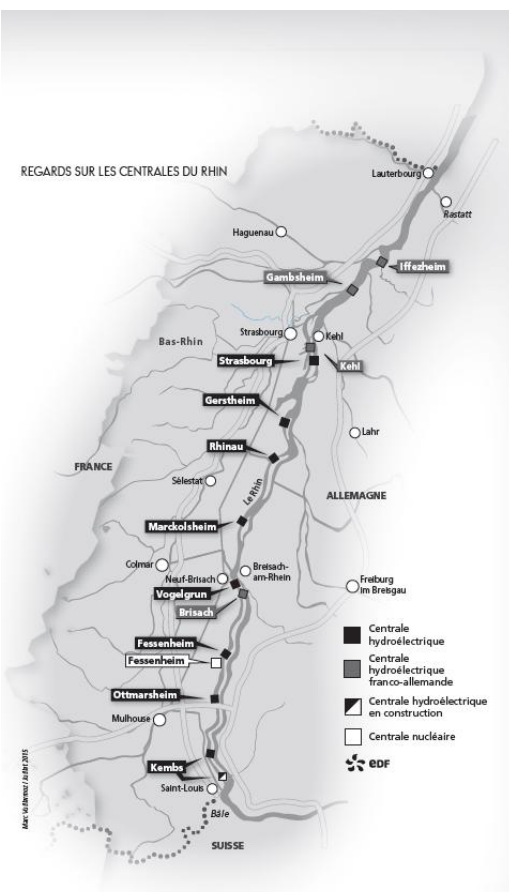 REGARDS SUR LES CENTRALES DU RHIN
Lauterbourg
Rastatt
Haguenau
Iffezheim
Gambsheim
Strasbourg
Kehl
Bas-Rhin
Strasbourg
Kehl
Gerstheim
Lahr
Rhinau
FRANCE
Sélestat
Le Rhin
ALLEMAGNE
Marckolsheim
Colmar
Breisach-
am-Rhein
Neuf-Brisach
Freiburg
im Breisgau
Vogelgrun
Brisach
Fessenheim
Fessenheim
Ottmarsheim
Mulhouse
Kembs
Saint-Louis
Bâle
SUISSE
Centrale
hydroélectrique
Centrale
hydroélectrique
franco-allemande
Centrale hydroélectrique
en construction
Centrale nucléaire
eDF